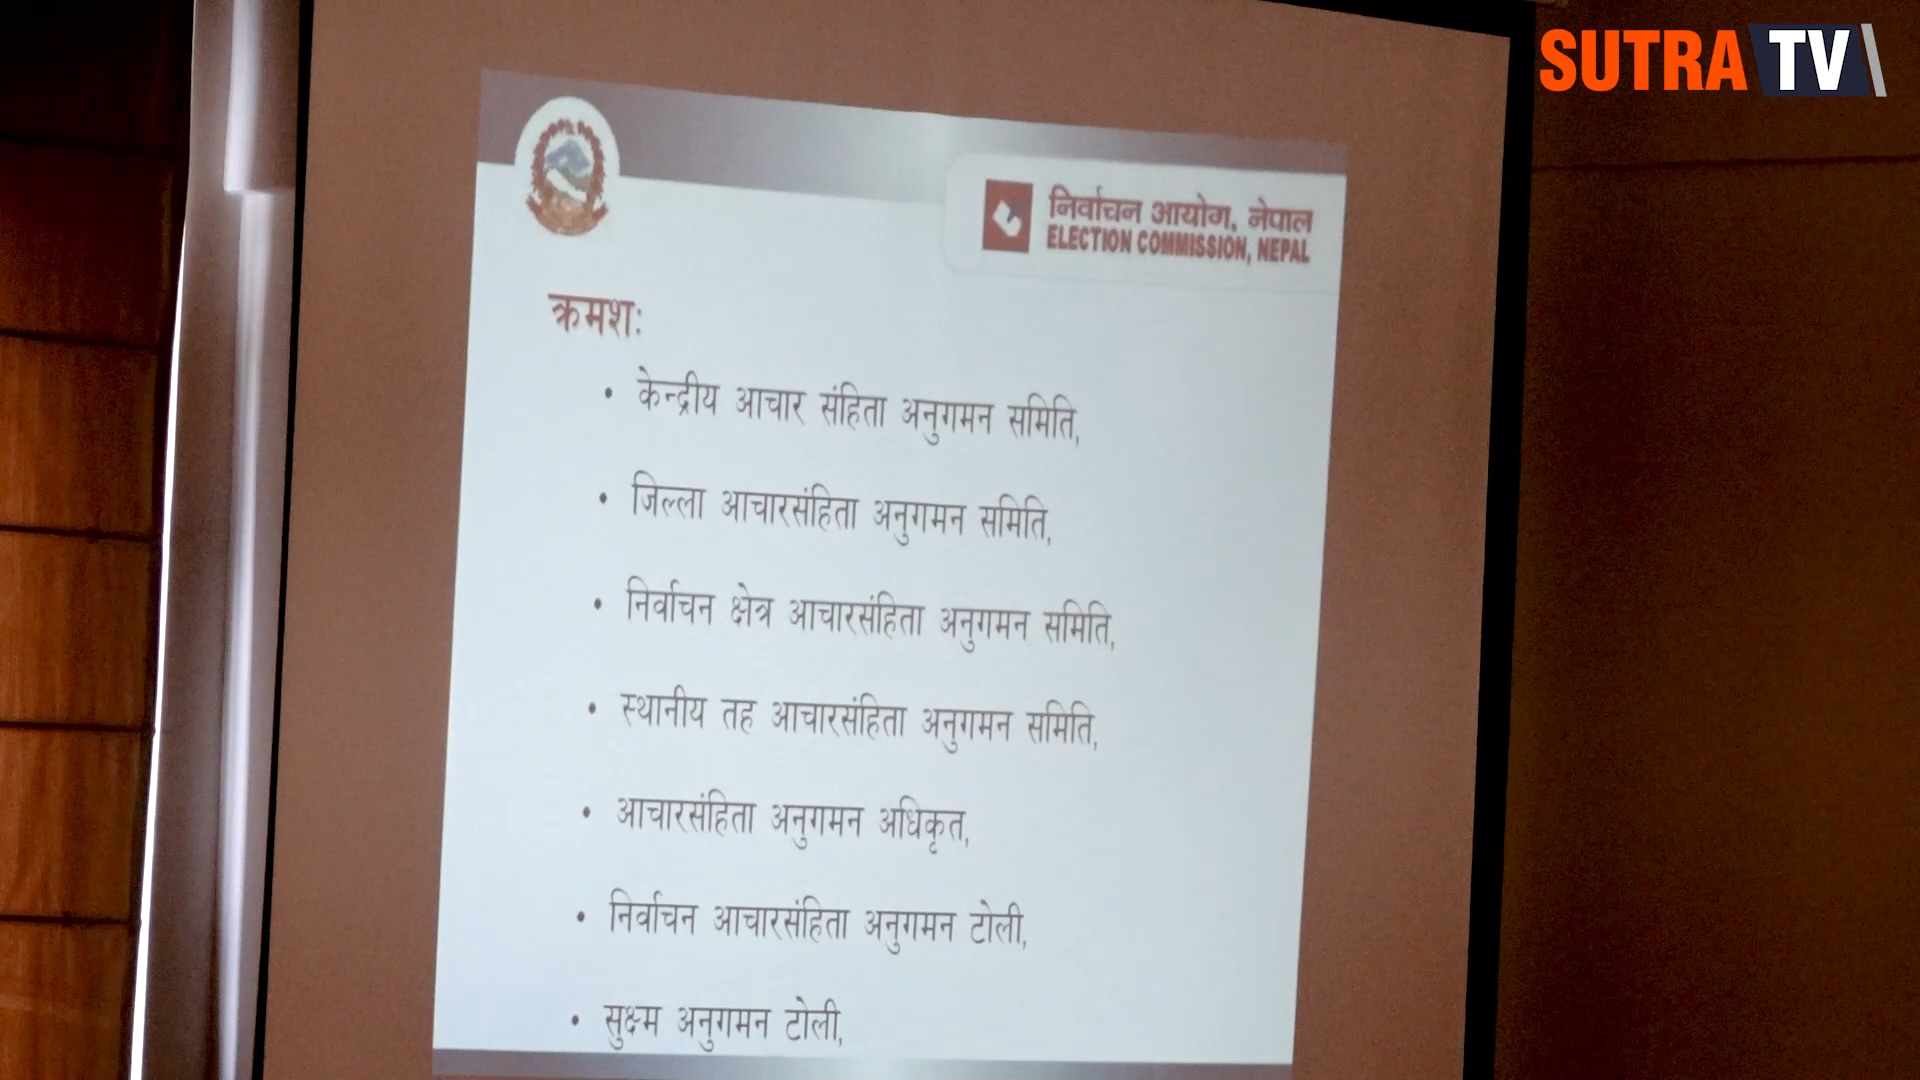 SUTRA TV
निर्वाचन आयोग, नेपाल
ELECTION COMMISSION, NEPAL
क्रमशः
• केन्द्रीय आचार संहिता अनुगमन समिति,
• जिल्ला आचारसंहिता अनुगमन समिति,
• निर्वाचन क्षेत्र आचारसंहिता अनुगमन समिति,
• स्थानीय तह आचारसंहिता अनुगमन समिति,
• आचारसंहिता अनुगमन अधिकृत,
• निर्वाचन आचारसंहिता अनुगमन टोली,
• सुक्ष्म अनुगमन टोली,